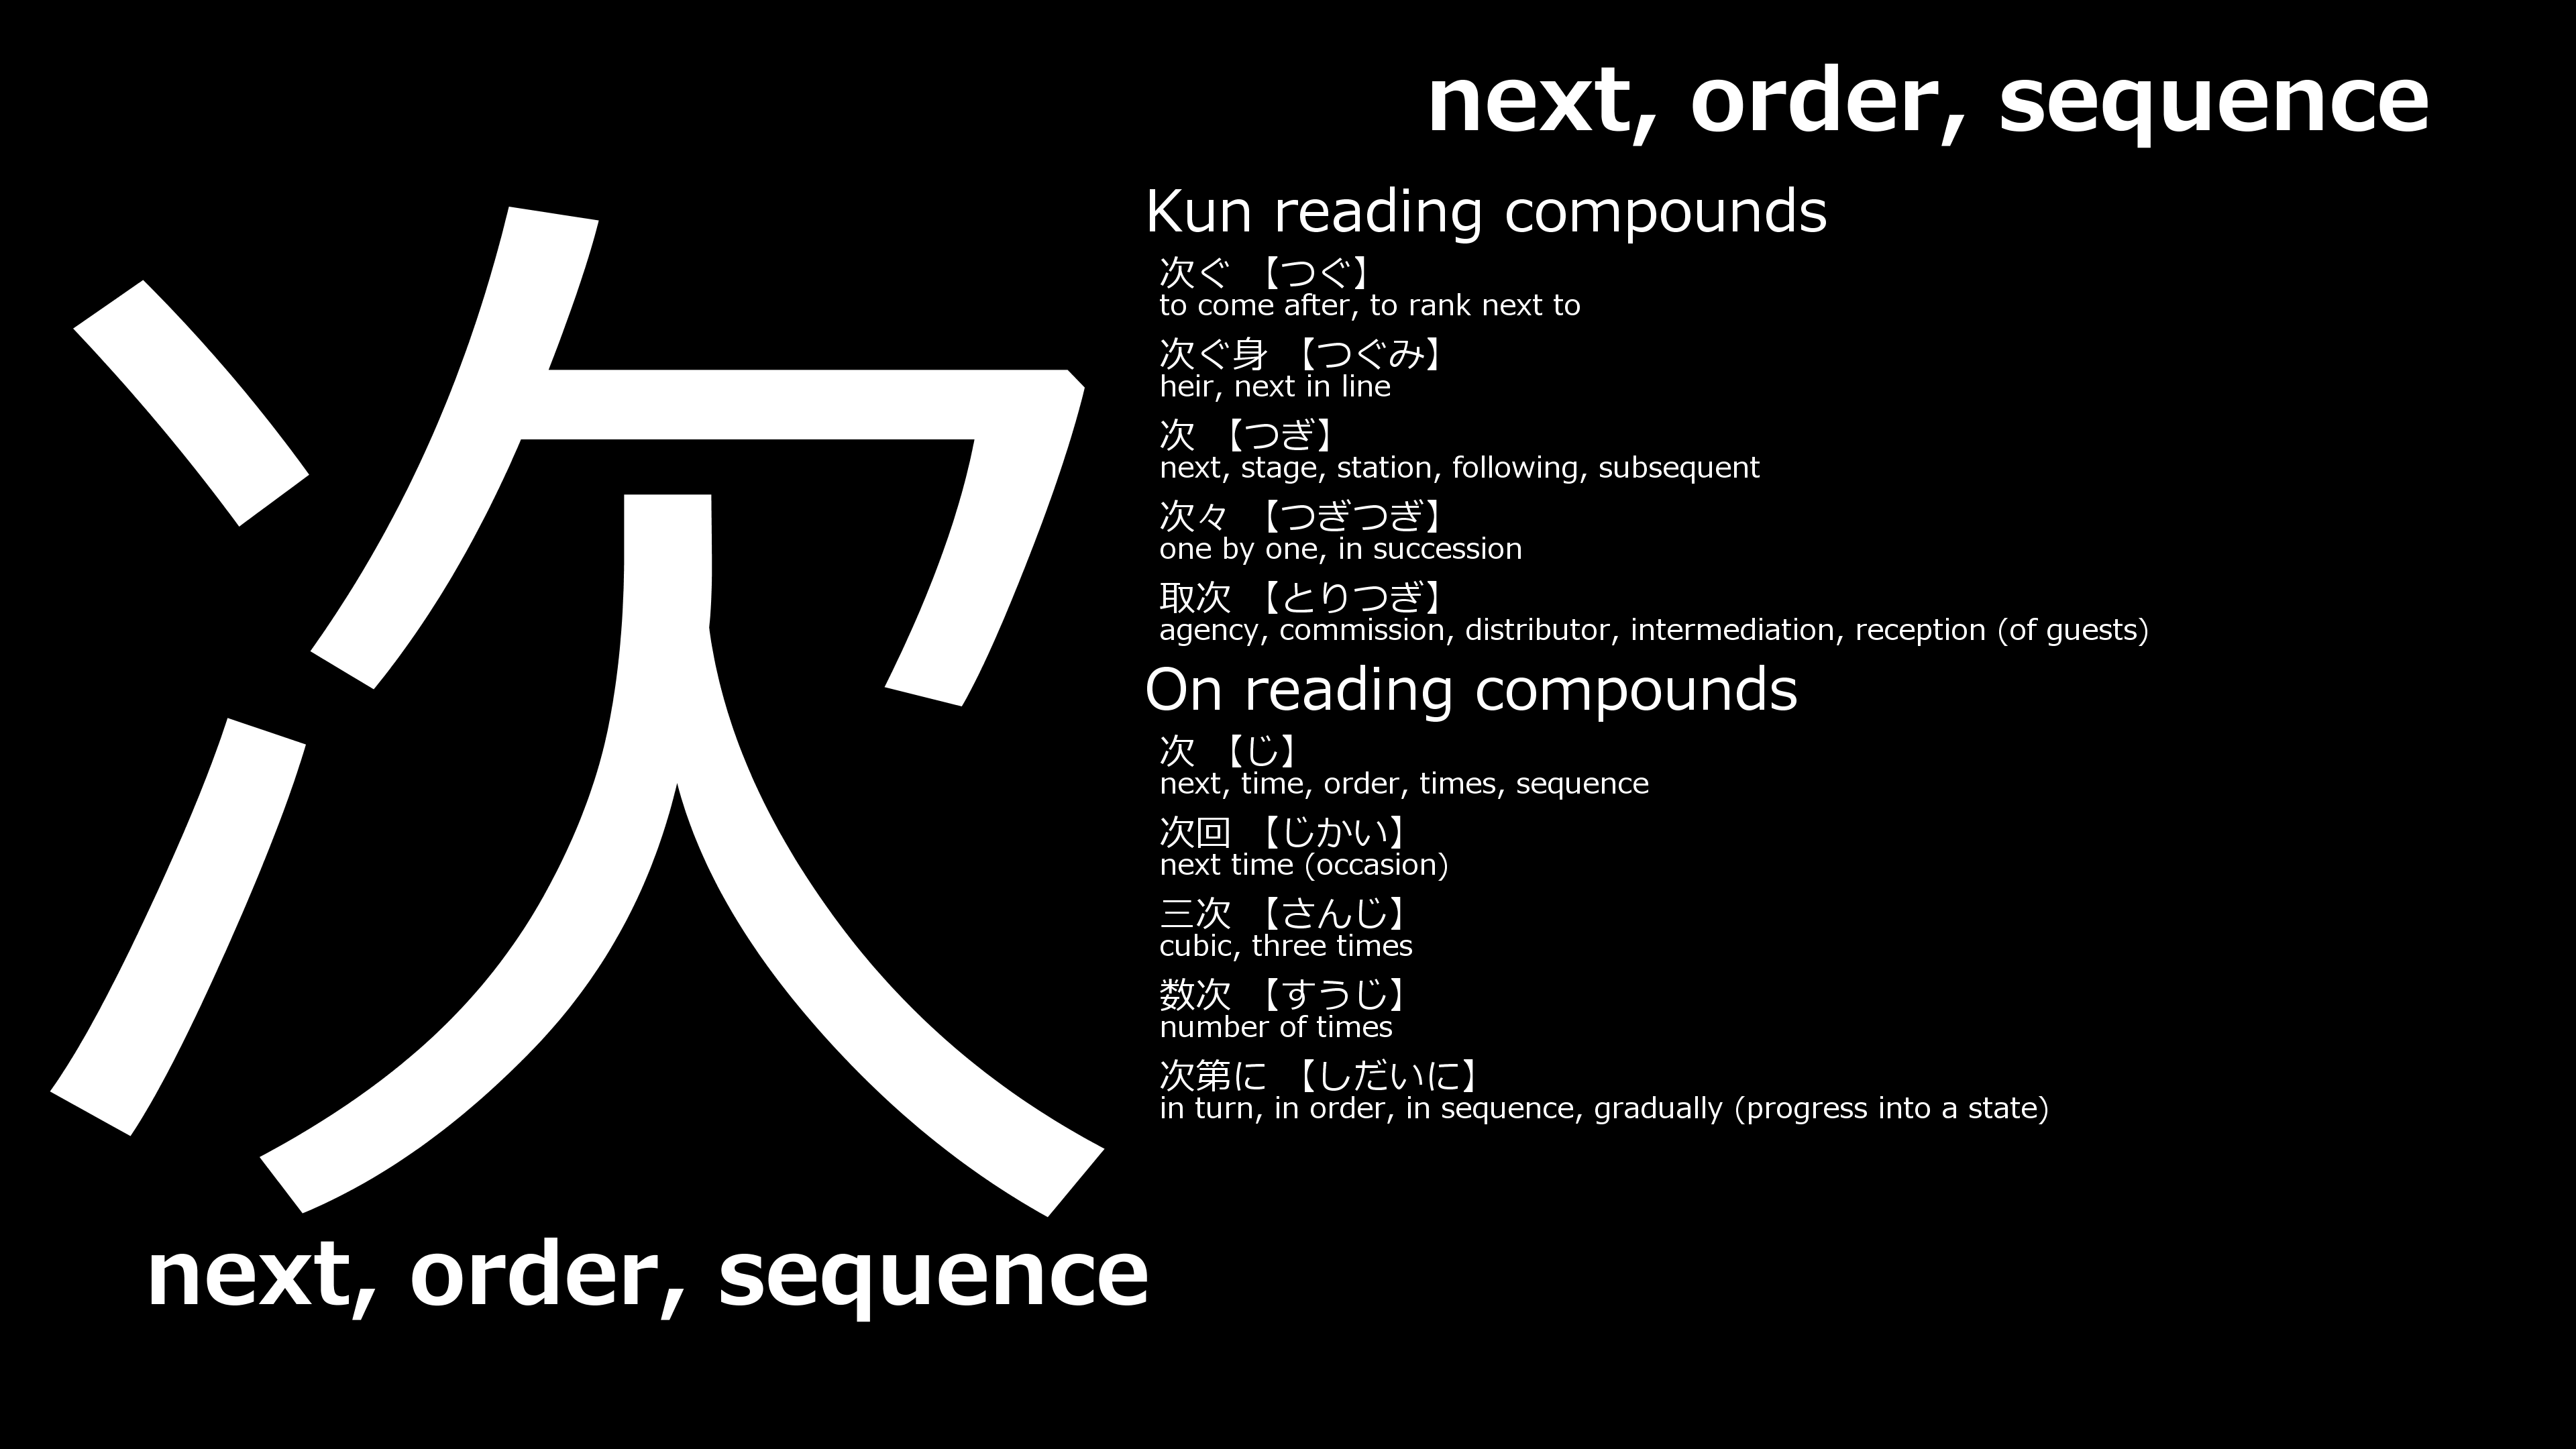 next, order, sequence
次
Kun reading compounds
次ぐ 【つぐ】
to come after, to rank next to
次ぐ身 【つぐみ】
heir, next in line
次 【つぎ】
next, stage, station, following, subsequent
次々 【つぎつぎ】
one by one, in succession
取次 【とりつぎ】
agency, commission, distributor, intermediation, reception (of guests)
On reading compounds
次 【じ】
next, time, order, times, sequence
次回 【じかい】
next time (occasion)
三次 【さんじ】
cubic, three times
数次 【すうじ】
number of times
次第に 【しだいに】
in turn, in order, in sequence, gradually (progress into a state)
next, order, sequence